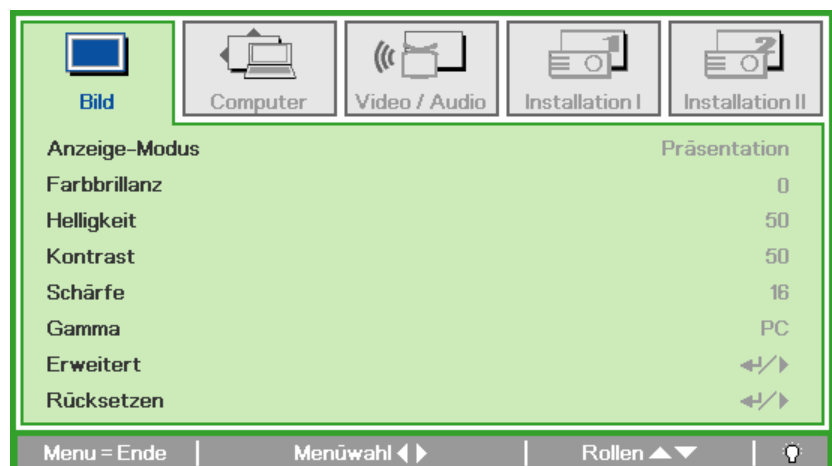 Bild Computer Video / Audio Installation I Installation II
Anzeige-Modus Präsentation
Farbbrillanz 0
Helligkeit 50
Kontrast 50
Schärfe 16
Gamma PC
Erweitert ↵/▶
Rücksetzen ↵/▶
Menu = Ende Menüwahl ◀ ▶ Rollen ▲▼